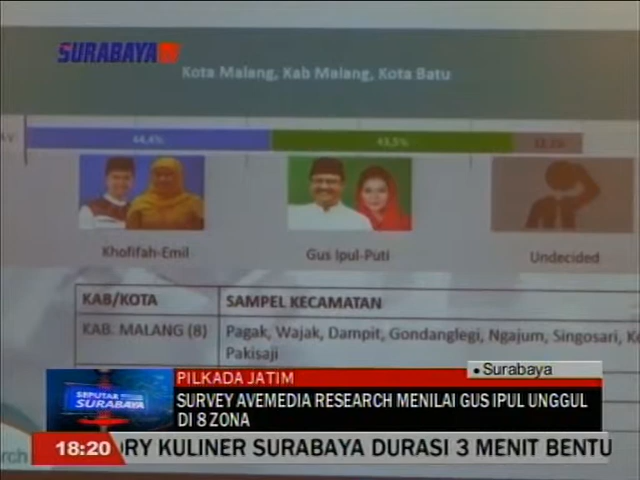 SURABAYA TV
Kota Malang, Kab Malang, Kota Batu
44,4%
43,5%
Khofifah-Emil
Gus Ipul-Puti
Undecided
KAB/KOTA
SAMPEL KECAMATAN
KAB. MALANG (8)
Pagak, Wajak, Dampit, Gondanglegi, Ngajum, Singosari,
Pakisaji
• Surabaya
PILKADA JATIM
SEPUTAR
SURABAYA
SURVEY AVEMEDIA RESEARCH MENILAI GUS IPUL UNGGUL
DI 8 ZONA
18:20
ORY KULINER SURABAYA DURASI 3 MENIT BENTU